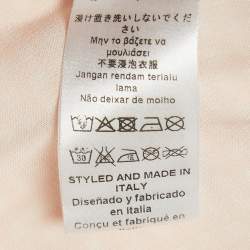 浸け置き洗いしないでくだ
さい
Μην το βάζετε να
μουλιάσει
不要浸泡衣服
Jangan rendam terlalu
lama
Não deixar de molho
30
STYLED AND MADE IN
ITALY
Diseñado y fabricado
en italia
Conçu et fabriqué en